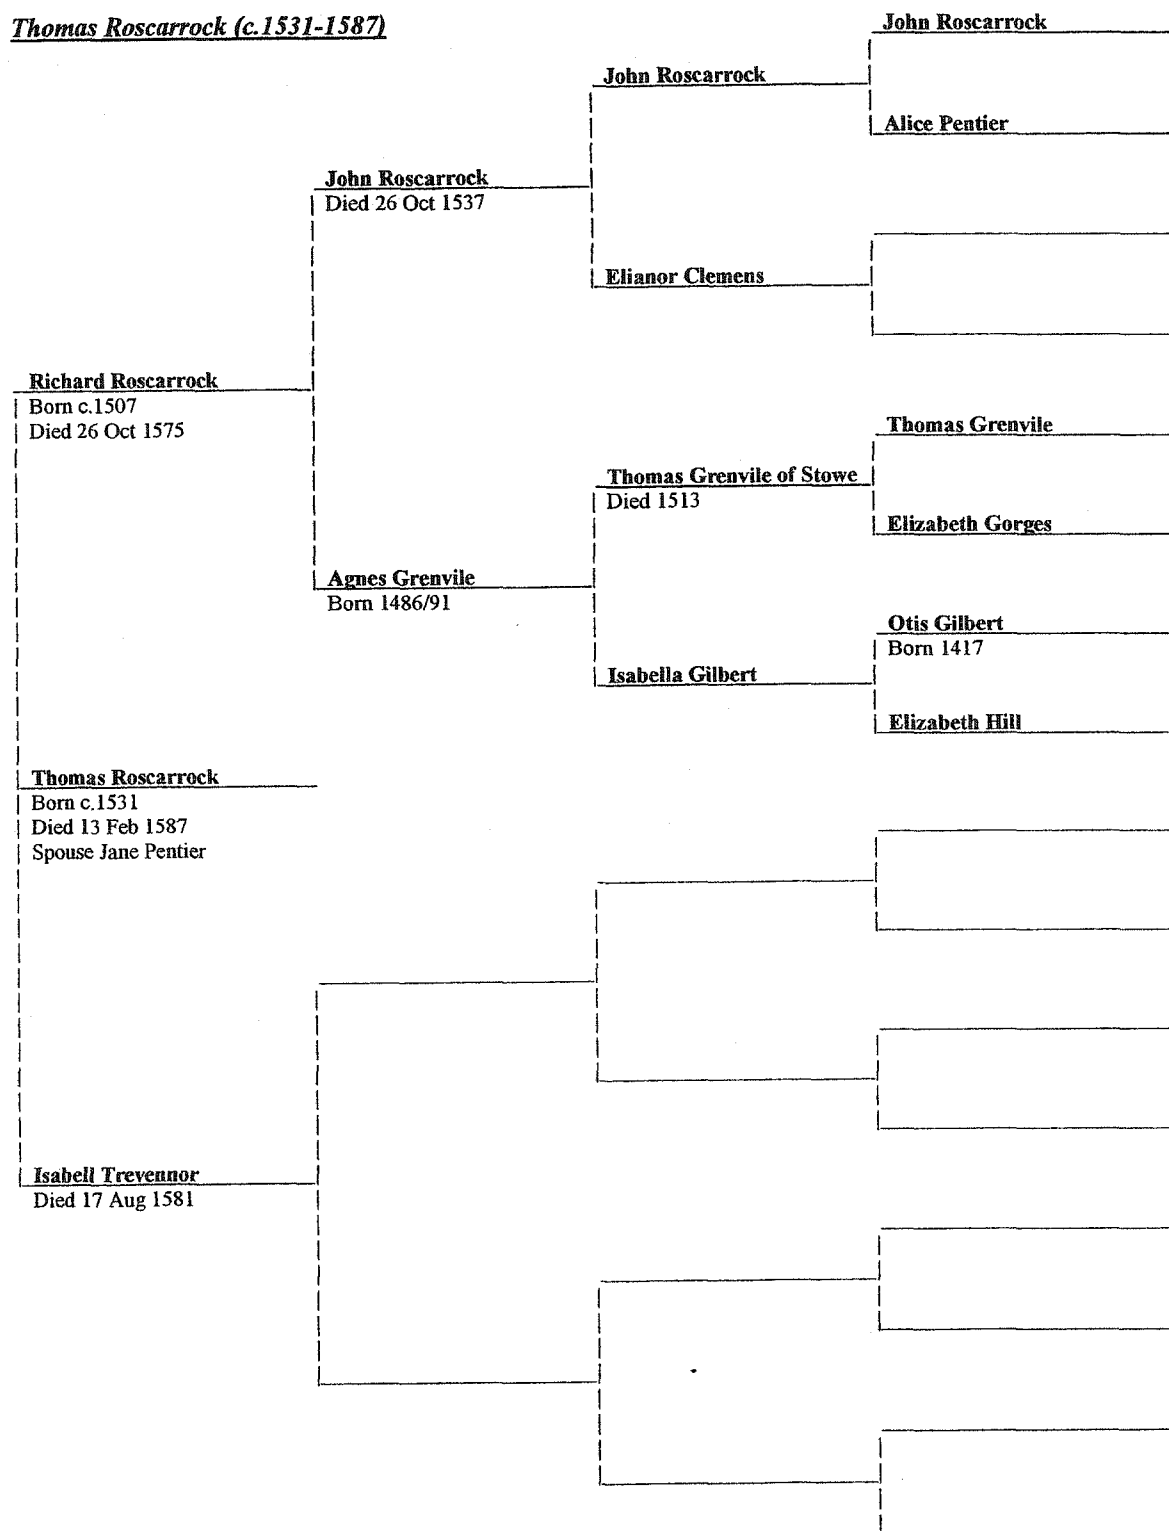 Thomas Roscarrock (c.1531-1587)
John Roscarrock
John Roscarrock
Alice Pentier
John Roscarrock
Died 26 Oct 1537
Elianor Clemens
Richard Roscarrock
Born c.1507
Died 26 Oct 1575
Thomas Grenvile
Thomas Grenvile of Stowe
Died 1513
Elizabeth Gorges
Agnes Grenvile
Born 1486/91
Otis Gilbert
Born 1417
Isabella Gilbert
Elizabeth Hill
Thomas Roscarrock
Born c.1531
Died 13 Feb 1587
Spouse Jane Pentier
Isabell Trevennor
Died 17 Aug 1581